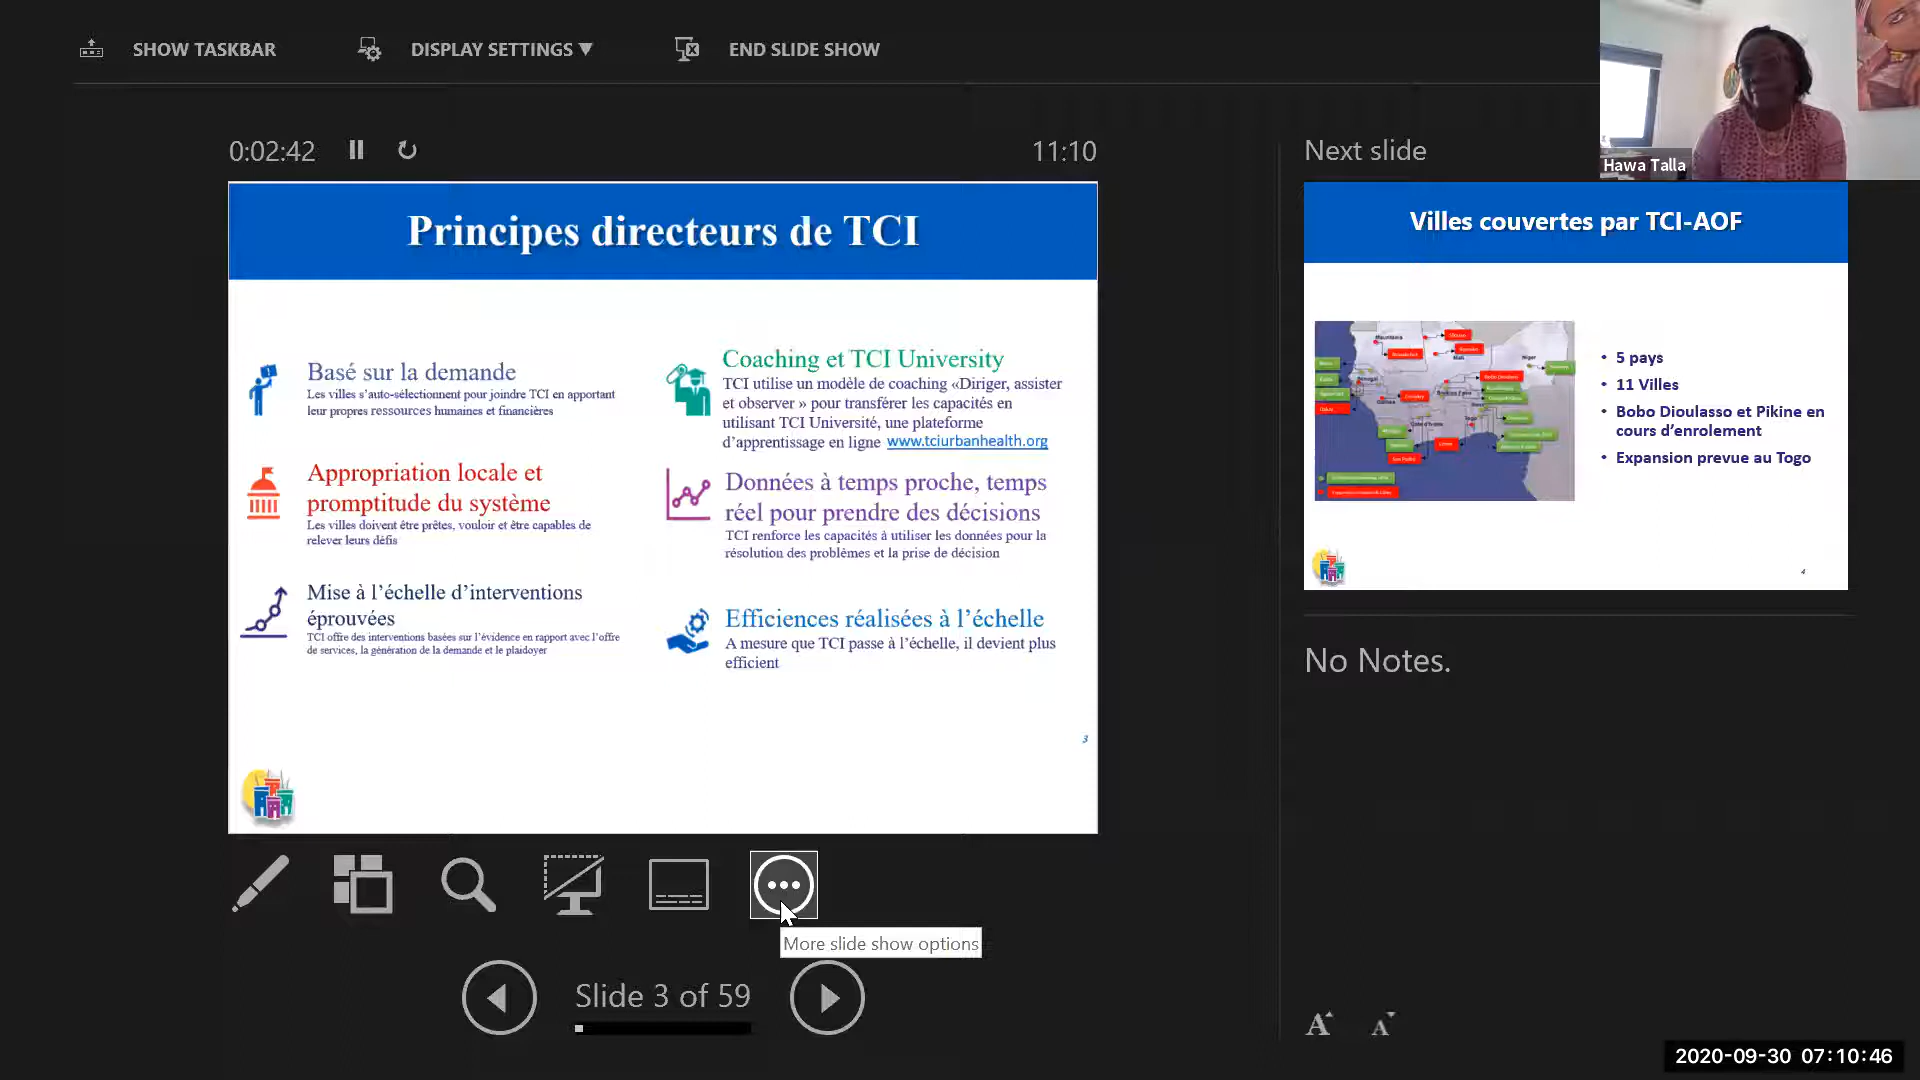 SHOW TASKBAR
DISPLAY SETTINGS ▼
END SLIDE SHOW
0:02:42
11:10
Principes directeurs de TCI
Basé sur la demande
Les villes s’auto-sélectionnent pour joindre TCI en apportant
leur propres ressources humaines et financières
Appropriation locale et
promptitude du système
Les villes doivent être prêtes, vouloir et être capables de
relever leurs défis
Mise à l’échelle d’interventions
éprouvées
TCI offre des interventions basées sur l’évidence en rapport avec l’offre
de services, la génération de la demande et le plaidoyer
Coaching et TCI University
TCI utilise un modèle de coaching «Diriger, assister
et observer » pour transférer les capacités en
utilisant TCI Université, une plateforme
d’apprentissage en ligne www.tciurbanhealth.org
Données à temps proche, temps
réel pour prendre des décisions
TCI renforce les capacités à utiliser les données pour la
résolution des problèmes et la prise de décision
Efficiences réalisées à l’échelle
A mesure que TCI passe à l’échelle, il devient plus
efficient
3
More slide show options
Slide 3 of 59
Next slide
Hawa Talla
Villes couvertes par TCI-AOF
• 5 pays
• 11 Villes
• Bobo Dioulasso et Pikine en
cours d’enrolement
• Expansion prevue au Togo
4
No Notes.
A A
2020-09-30 07:10:46